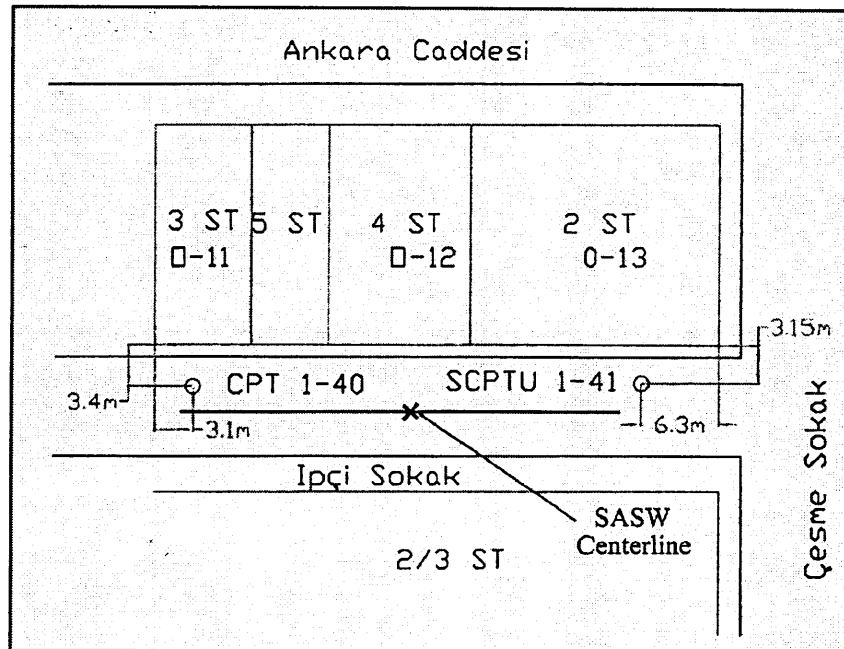 Ankara Caddesi
3 ST 5 ST 4 ST 2 ST
O-11 O-12 O-13
3.15m
CPT 1-40 SCPTU 1-41
3.4m
3.1m
6.3m
Ipçi Sokak
Çesme Sokak
SASW
Centerline
2/3 ST